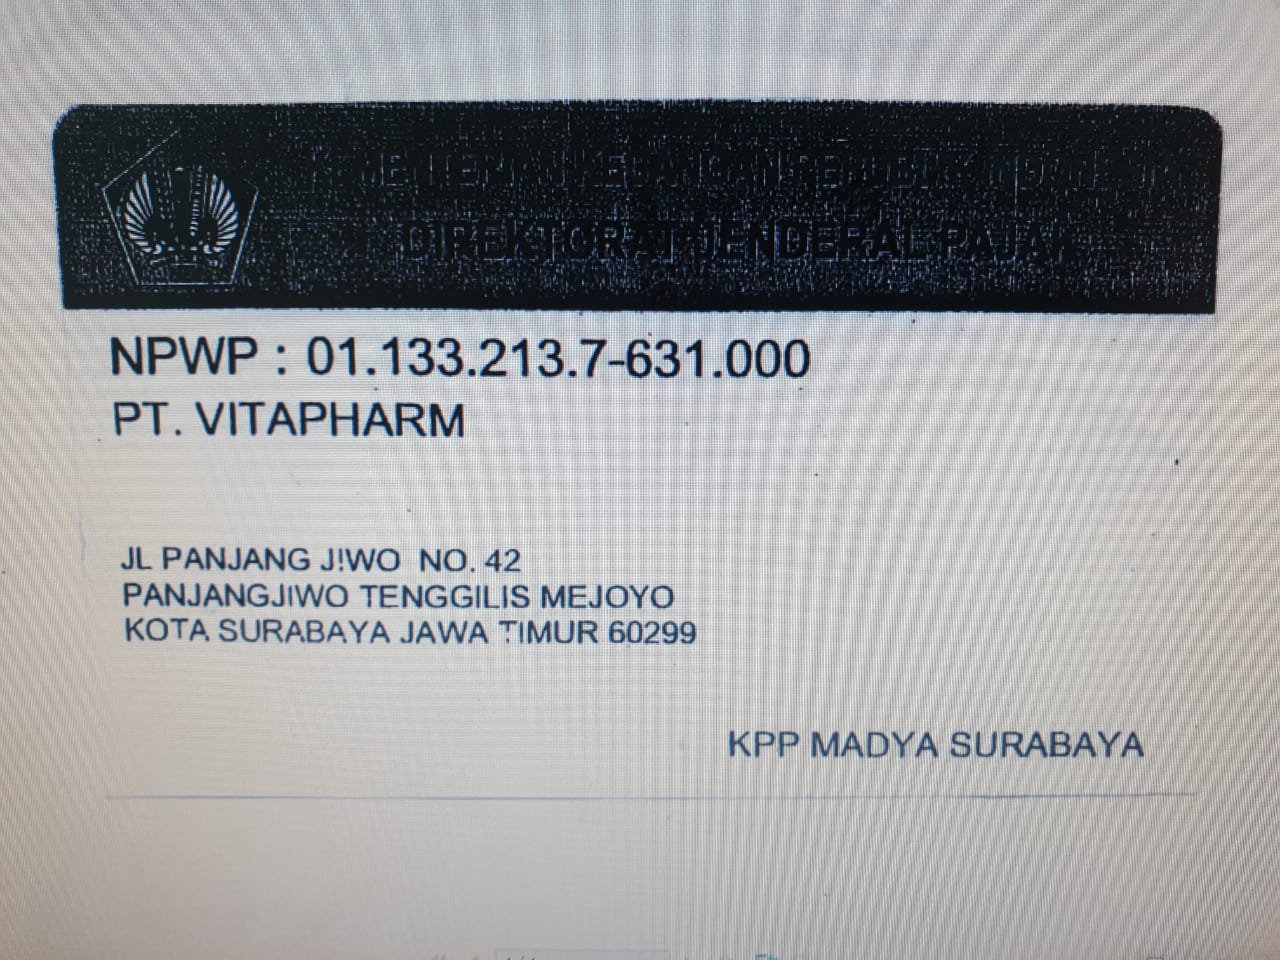 KEMENTERIAN KEUANGAN REPUBLIK INDONESIA
DIREKTORAT JENDERAL PAJAK
NPWP : 01.133.213.7-631.000
PT. VITAPHARM
JL PANJANG J!WO NO. 42
PANJANGJIWO TENGGILIS MEJOYO
KOTA SURABAYA JAWA TIMUR 60299
KPP MADYA SURABAYA